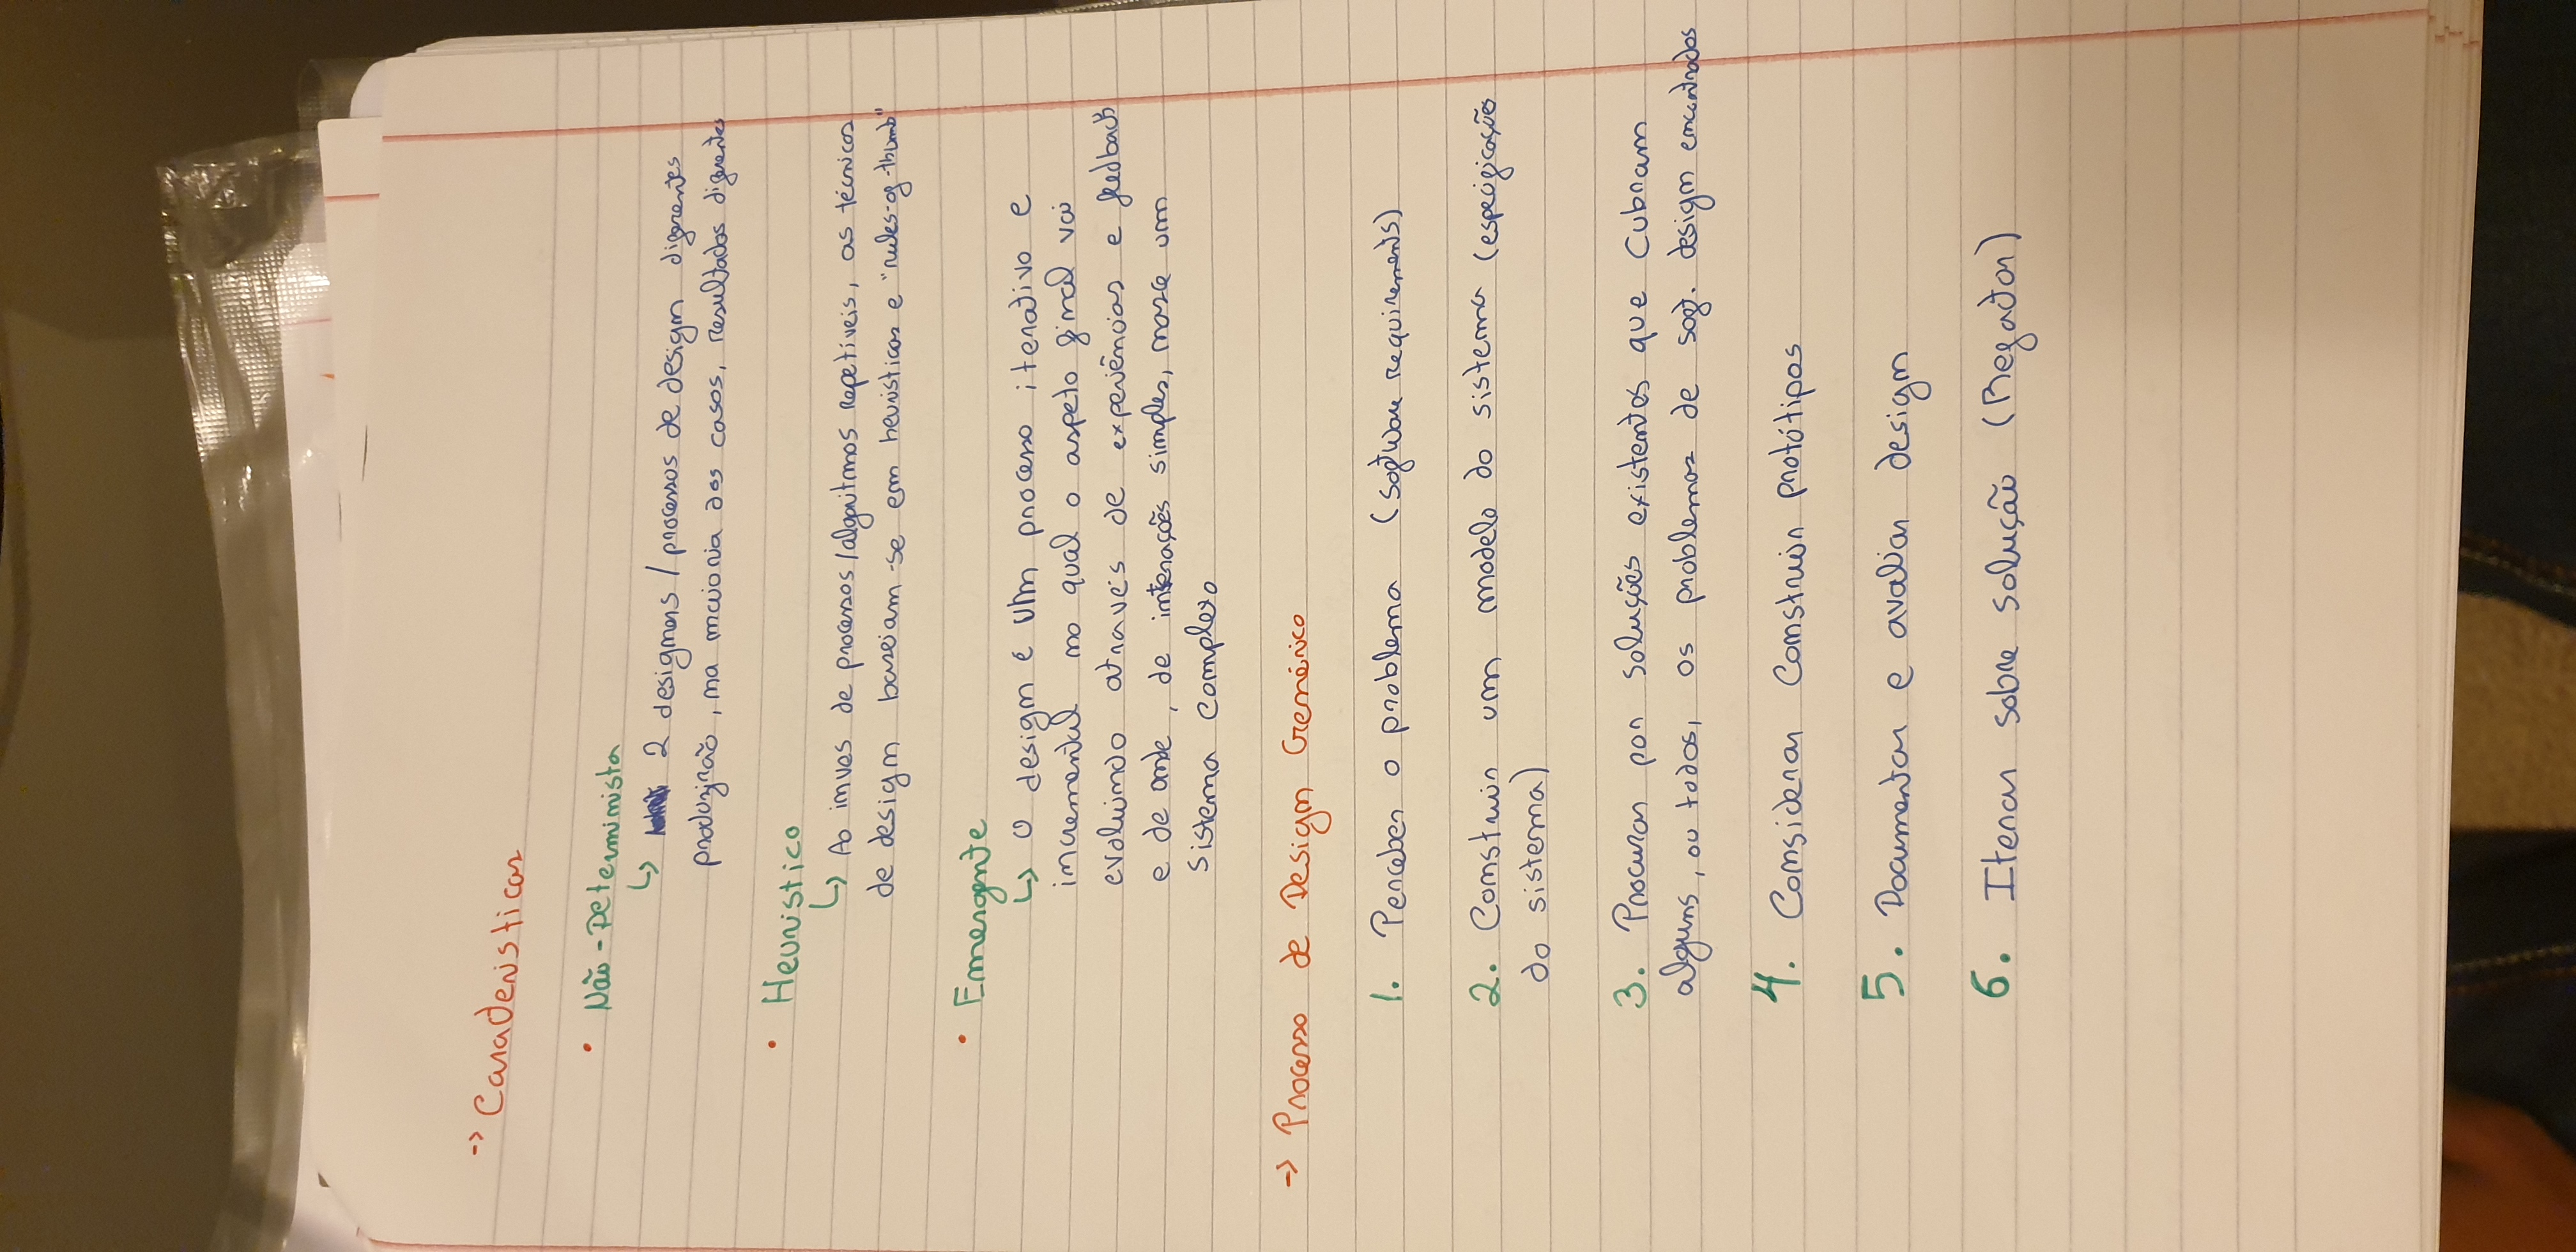 -> Características
• Não-Determinista
↳ 2 designers / processos de design diferentes
produzirão, na maioria dos casos, resultados diferentes
• Heurístico
↳ Ao inves de processos/algoritmos repetíveis, as técnicas
de design baseiam-se em heurísticas e "rules-of-thumb"
• Emergente
↳ O design é um processo iterativo e
incremental no qual o aspeto final vai
evoluindo através de experiências e feedback
e de onde, de interações simples, nasce um
sistema complexo
-> Processo de Design Genérico
1. Perceber o problema (software requirements)
2. Construir um modelo do sistema (especificações
do sistema)
3. Procurar por soluções existentes que cubram
alguns, ou todos, os problemas de soft. design encontrados
4. Considerar construir protótipos
5. Documentar e avaliar design
6. Iterar sobre solução (Refator)